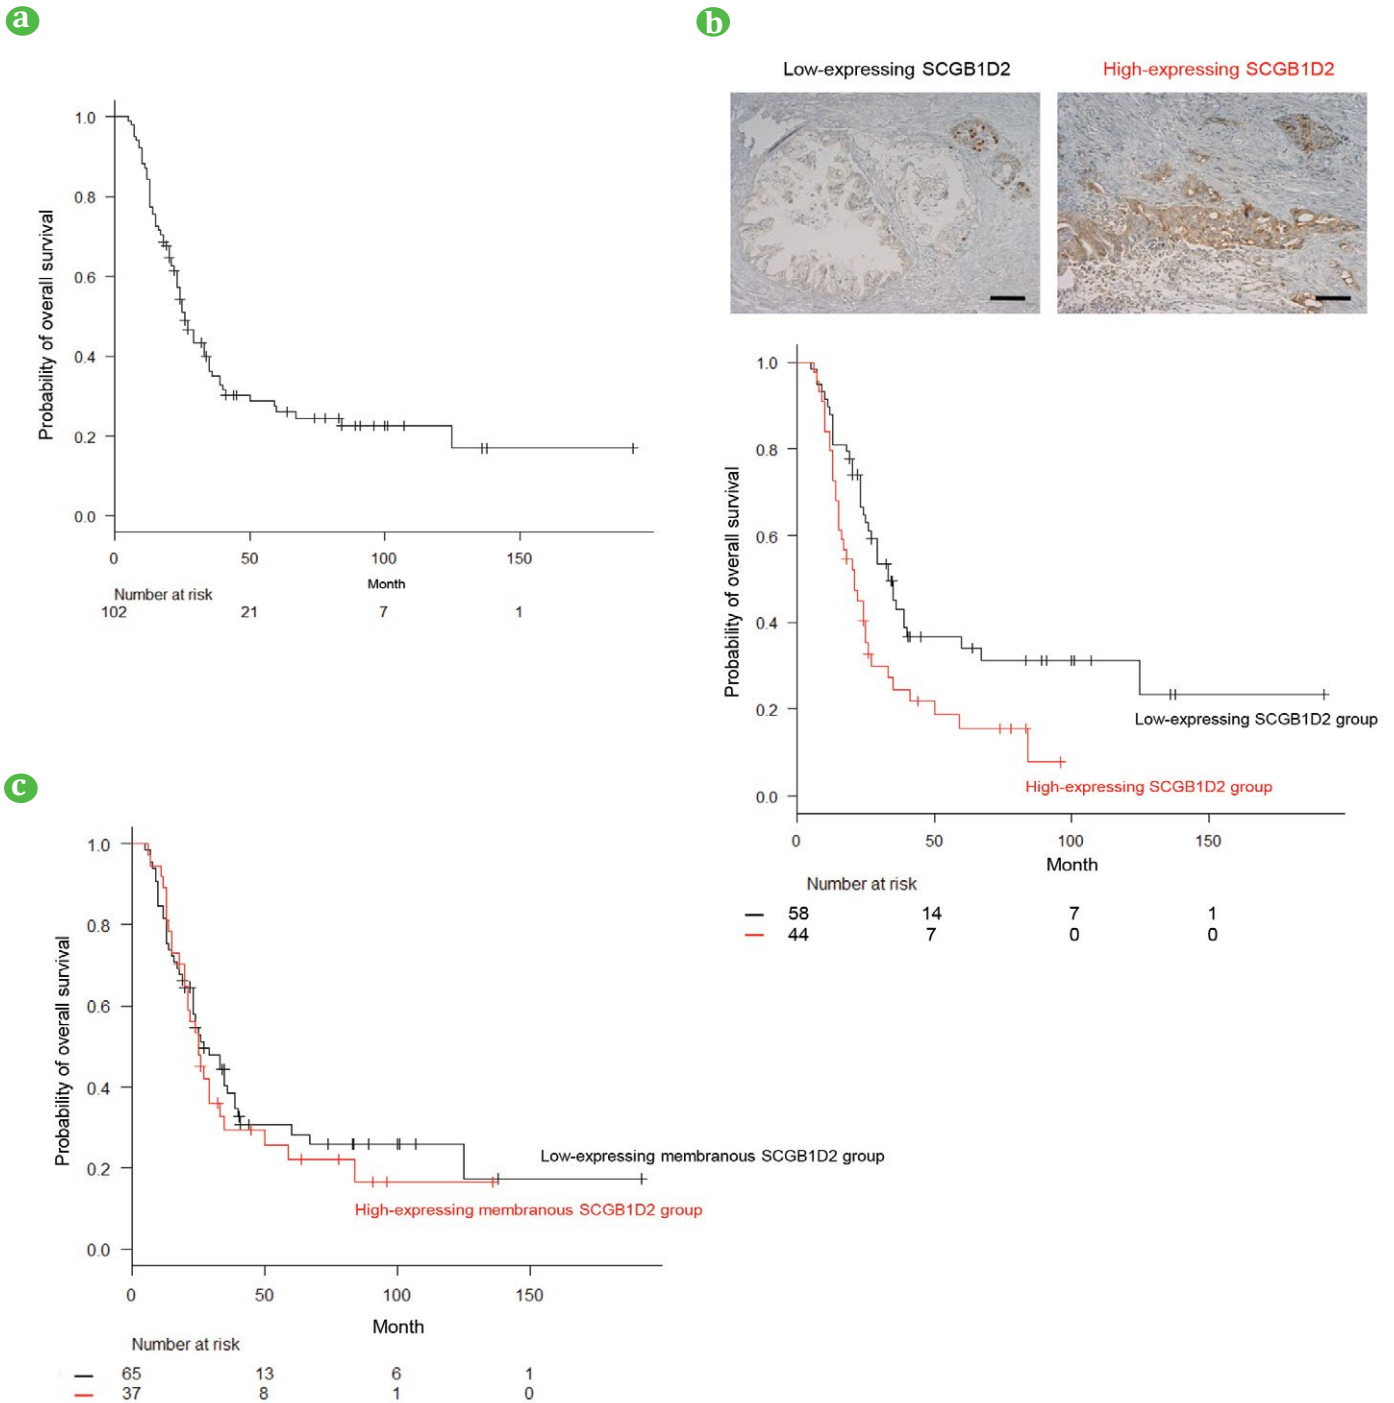 a
1.0
0.8
0.6
0.4
0.2
0.0
Probability of overall survival
0 50 100 150
Month
Number at risk
102 21 7 1
b
Low-expressing SCGB1D2 High-expressing SCGB1D2
1.0
0.8
0.6
0.4
0.2
0.0
Probability of overall survival
Low-expressing SCGB1D2 group
High-expressing SCGB1D2 group
0 50 100 150
Month
Number at risk
58 14 7 1
44 7 0 0
c
1.0
0.8
0.6
0.4
0.2
0.0
Probability of overall survival
Low-expressing membranous SCGB1D2 group
High-expressing membranous SCGB1D2 group
0 50 100 150
Month
Number at risk
65 13 6 1
37 8 1 0